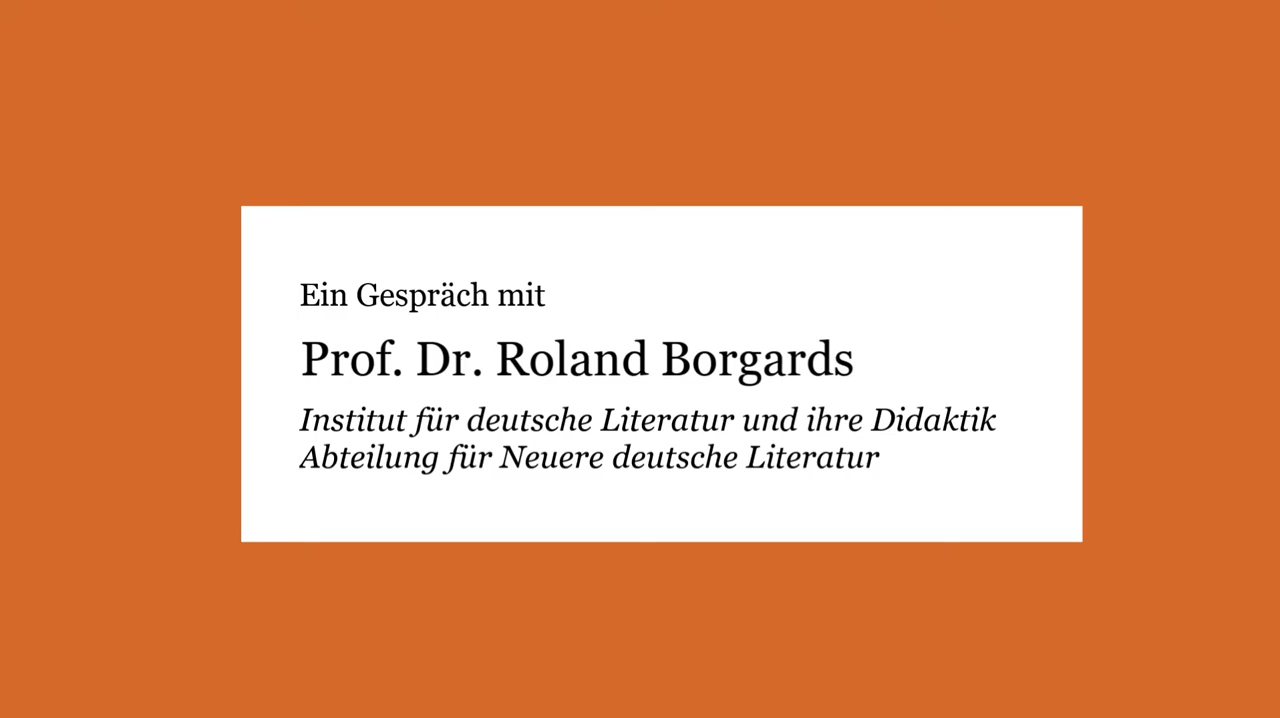 Ein Gespräch mit
Prof. Dr. Roland Borgards
Institut für deutsche Literatur und ihre Didaktik
Abteilung für Neuere deutsche Literatur